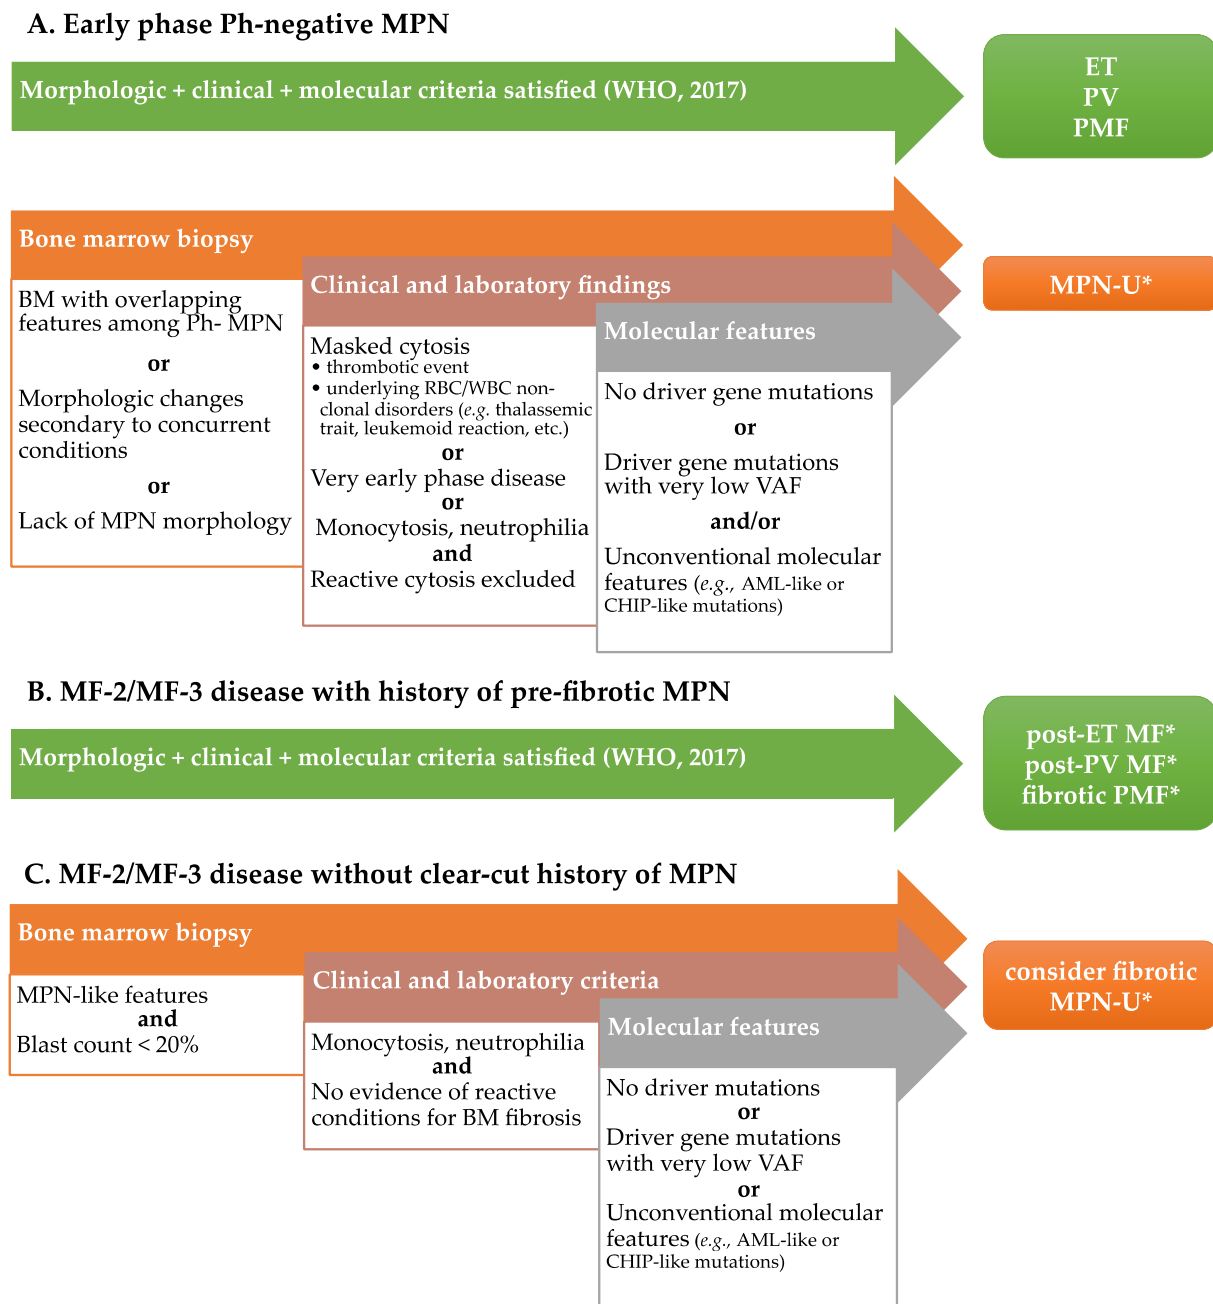 A. Early phase Ph-negative MPN
Morphologic + clinical + molecular criteria satisfied (WHO, 2017)
ET
PV
PMF
Bone marrow biopsy
BM with overlapping
features among Ph- MPN
or
Morphologic changes
secondary to concurrent
conditions
or
Lack of MPN morphology
Clinical and laboratory findings
Masked cytosis
• thrombotic event
• underlying RBC/WBC non-
clonal disorders (e.g. thalassemic
trait, leukemoid reaction, etc.)
or
Very early phase disease
or
Monocytosis, neutrophilia
and
Reactive cytosis excluded
Molecular features
No driver gene mutations
or
Driver gene mutations
with very low VAF
and/or
Unconventional molecular
features (e.g., AML-like or
CHIP-like mutations)
MPN-U*
B. MF-2/MF-3 disease with history of pre-fibrotic MPN
Morphologic + clinical + molecular criteria satisfied (WHO, 2017)
post-ET MF*
post-PV MF*
fibrotic PMF*
C. MF-2/MF-3 disease without clear-cut history of MPN
Bone marrow biopsy
MPN-like features
and
Blast count < 20%
Clinical and laboratory criteria
Monocytosis, neutrophilia
and
No evidence of reactive
conditions for BM fibrosis
Molecular features
No driver mutations
or
Driver gene mutations
with very low VAF
or
Unconventional molecular
features (e.g., AML-like or
CHIP-like mutations)
consider fibrotic
MPN-U*